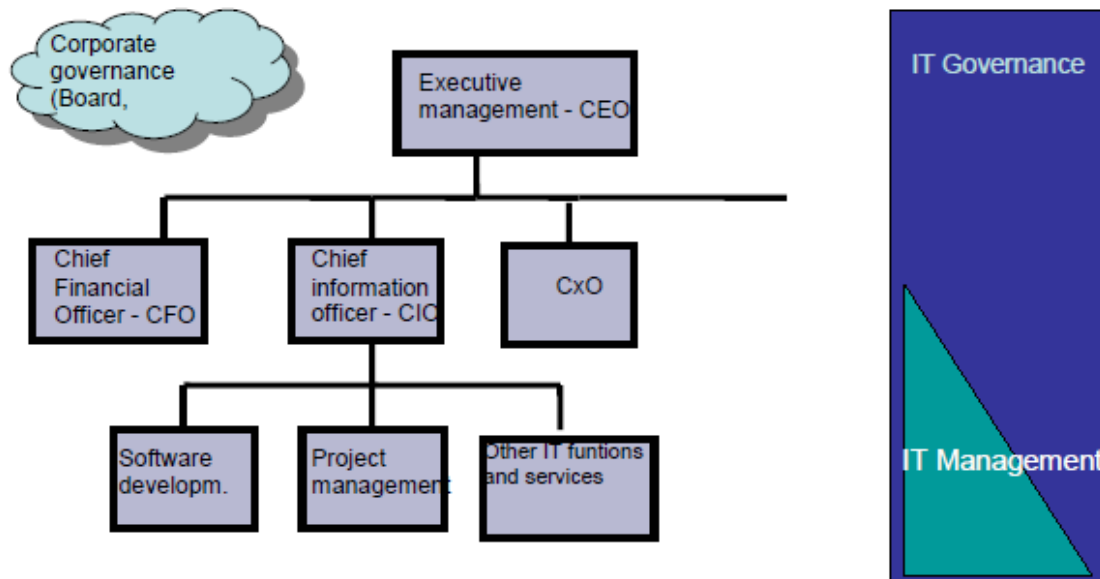 Corporate
governance
(Board,
Executive
management - CEO
IT Governance
Chief
Financial
Officer - CFO
Chief
information
officer - CIO
CxO
Software
developm.
Project
management
Other IT funtions
and services
IT Management